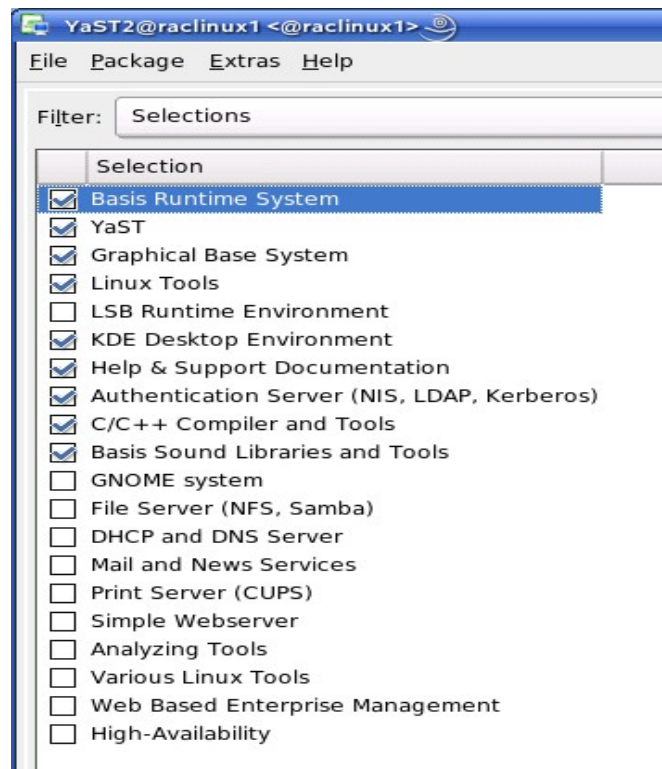 YaST2@raclinux1 <@raclinux1>
File Package Extras Help
Filter: Selections
Selection
Basis Runtime System
YaST
Graphical Base System
Linux Tools
LSB Runtime Environment
KDE Desktop Environment
Help & Support Documentation
Authentication Server (NIS, LDAP, Kerberos)
C/C++ Compiler and Tools
Basis Sound Libraries and Tools
GNOME system
File Server (NFS, Samba)
DHCP and DNS Server
Mail and News Services
Print Server (CUPS)
Simple Webserver
Analyzing Tools
Various Linux Tools
Web Based Enterprise Management
High-Availability